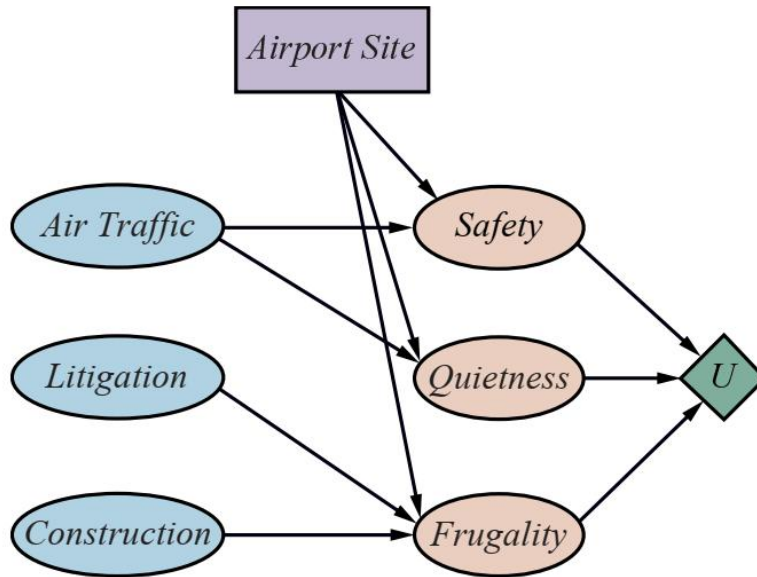 Airport Site
Air Traffic
Safety
Litigation
Quietness
U
Construction
Frugality